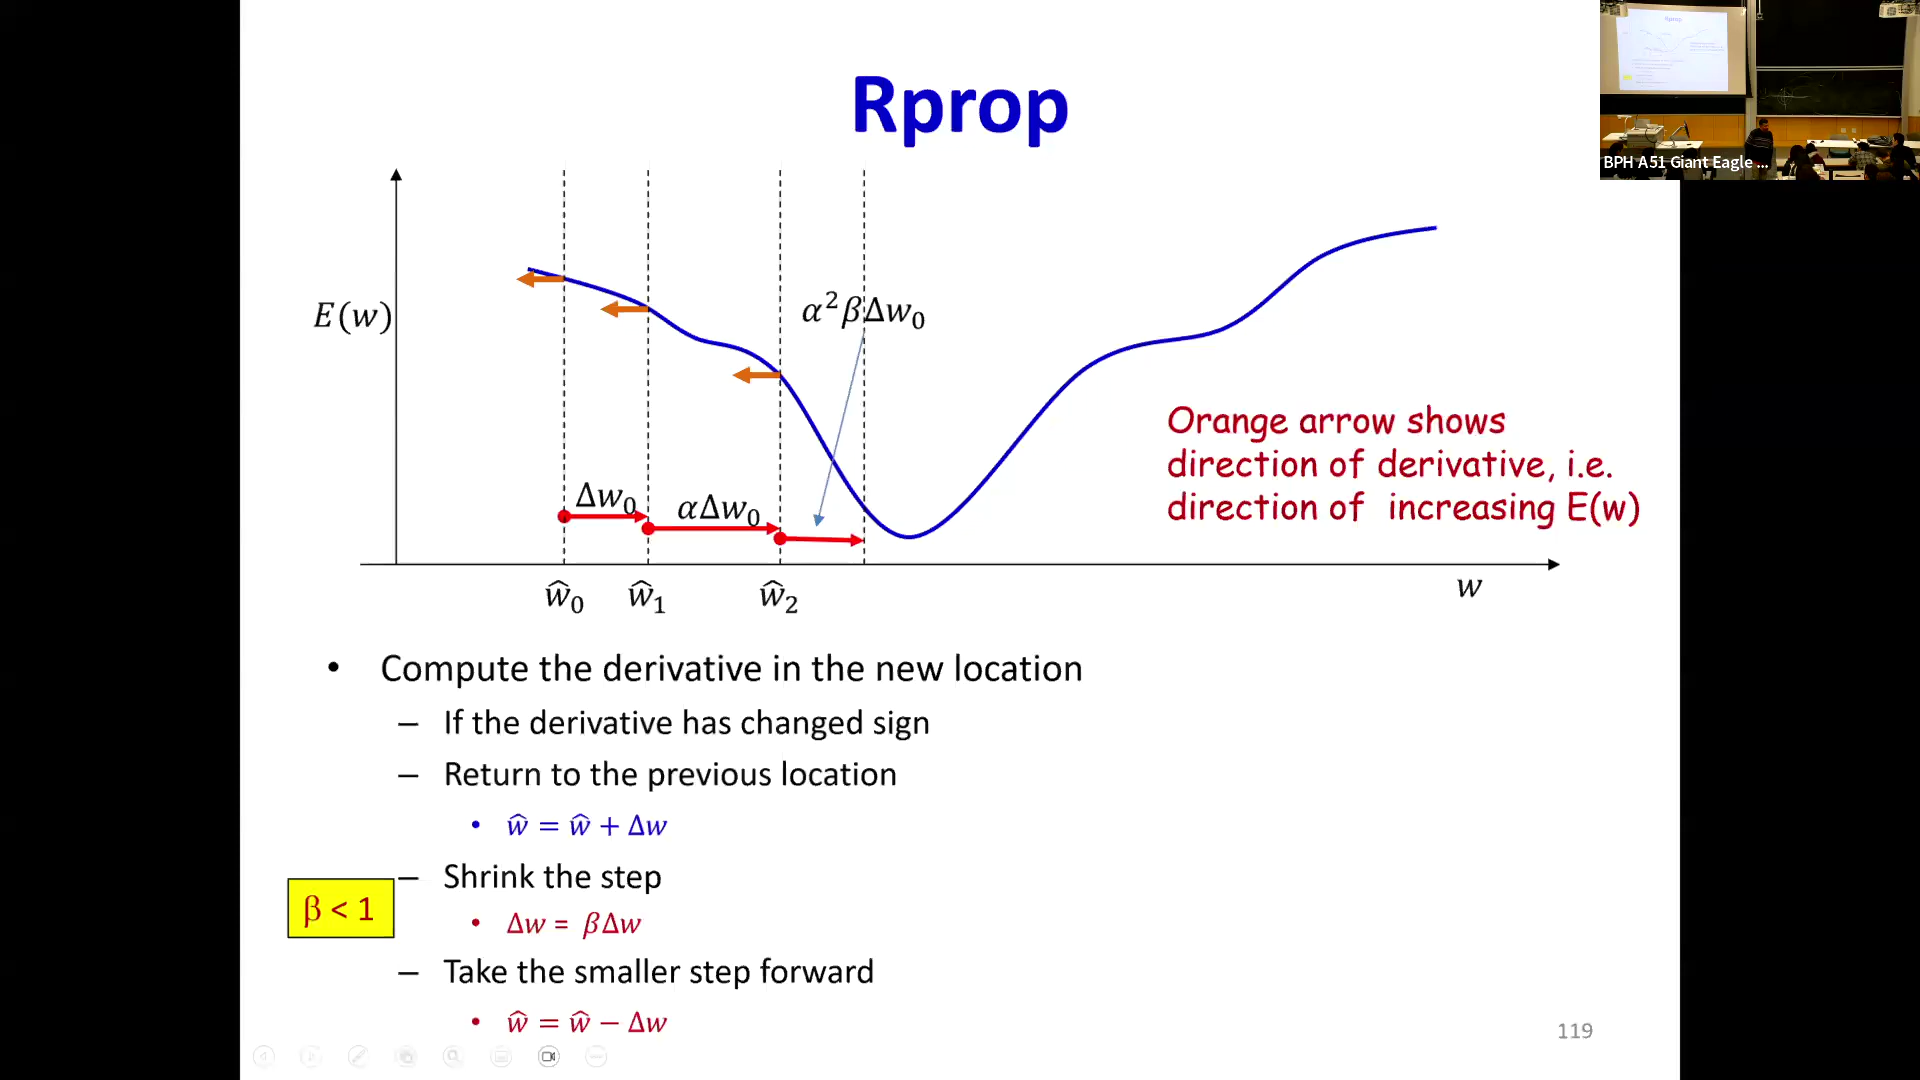 Rprop
BPH A51 Giant Eagle ...
E(w)
α²βΔw₀
Orange arrow shows
direction of derivative, i.e.
direction of increasing E(w)
Δw₀
αΔw₀
ŵ₀
ŵ₁
ŵ₂
w
• Compute the derivative in the new location
– If the derivative has changed sign
– Return to the previous location
• ŵ = ŵ + Δw
– Shrink the step
β < 1
• Δw = βΔw
– Take the smaller step forward
• ŵ = ŵ − Δw
119